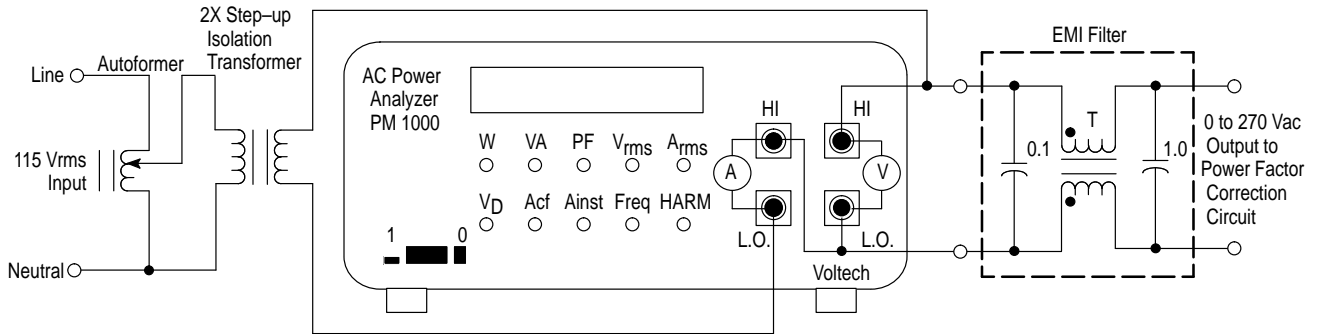 2X Step–up
Isolation
Transformer
Autoformer
Line
115 Vrms
Input
Neutral
AC Power
Analyzer
PM 1000
HI
HI
W VA PF Vrms Arms
A
V
VD Acf Ainst Freq HARM
L.O.
L.O.
1 0
Voltech
EMI Filter
T
0.1
1.0
0 to 270 Vac
Output to
Power Factor
Correction
Circuit